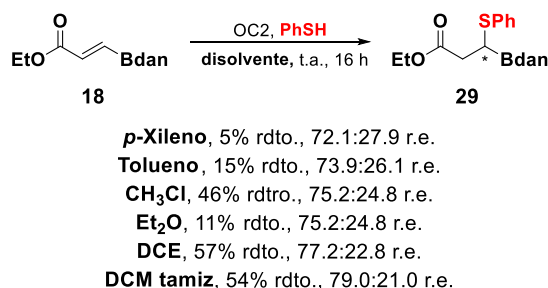 O
EtO
Bdan
18
OC2, PhSH
disolvente, t.a., 16 h
SPh
O
EtO
*
Bdan
29
p-Xileno, 5% rdto., 72.1:27.9 r.e.
Tolueno, 15% rdto., 73.9:26.1 r.e.
CH3Cl, 46% rdtro., 75.2:24.8 r.e.
Et2O, 11% rdto., 75.2:24.8 r.e.
DCE, 57% rdto., 77.2:22.8 r.e.
DCM tamiz, 54% rdto., 79.0:21.0 r.e.